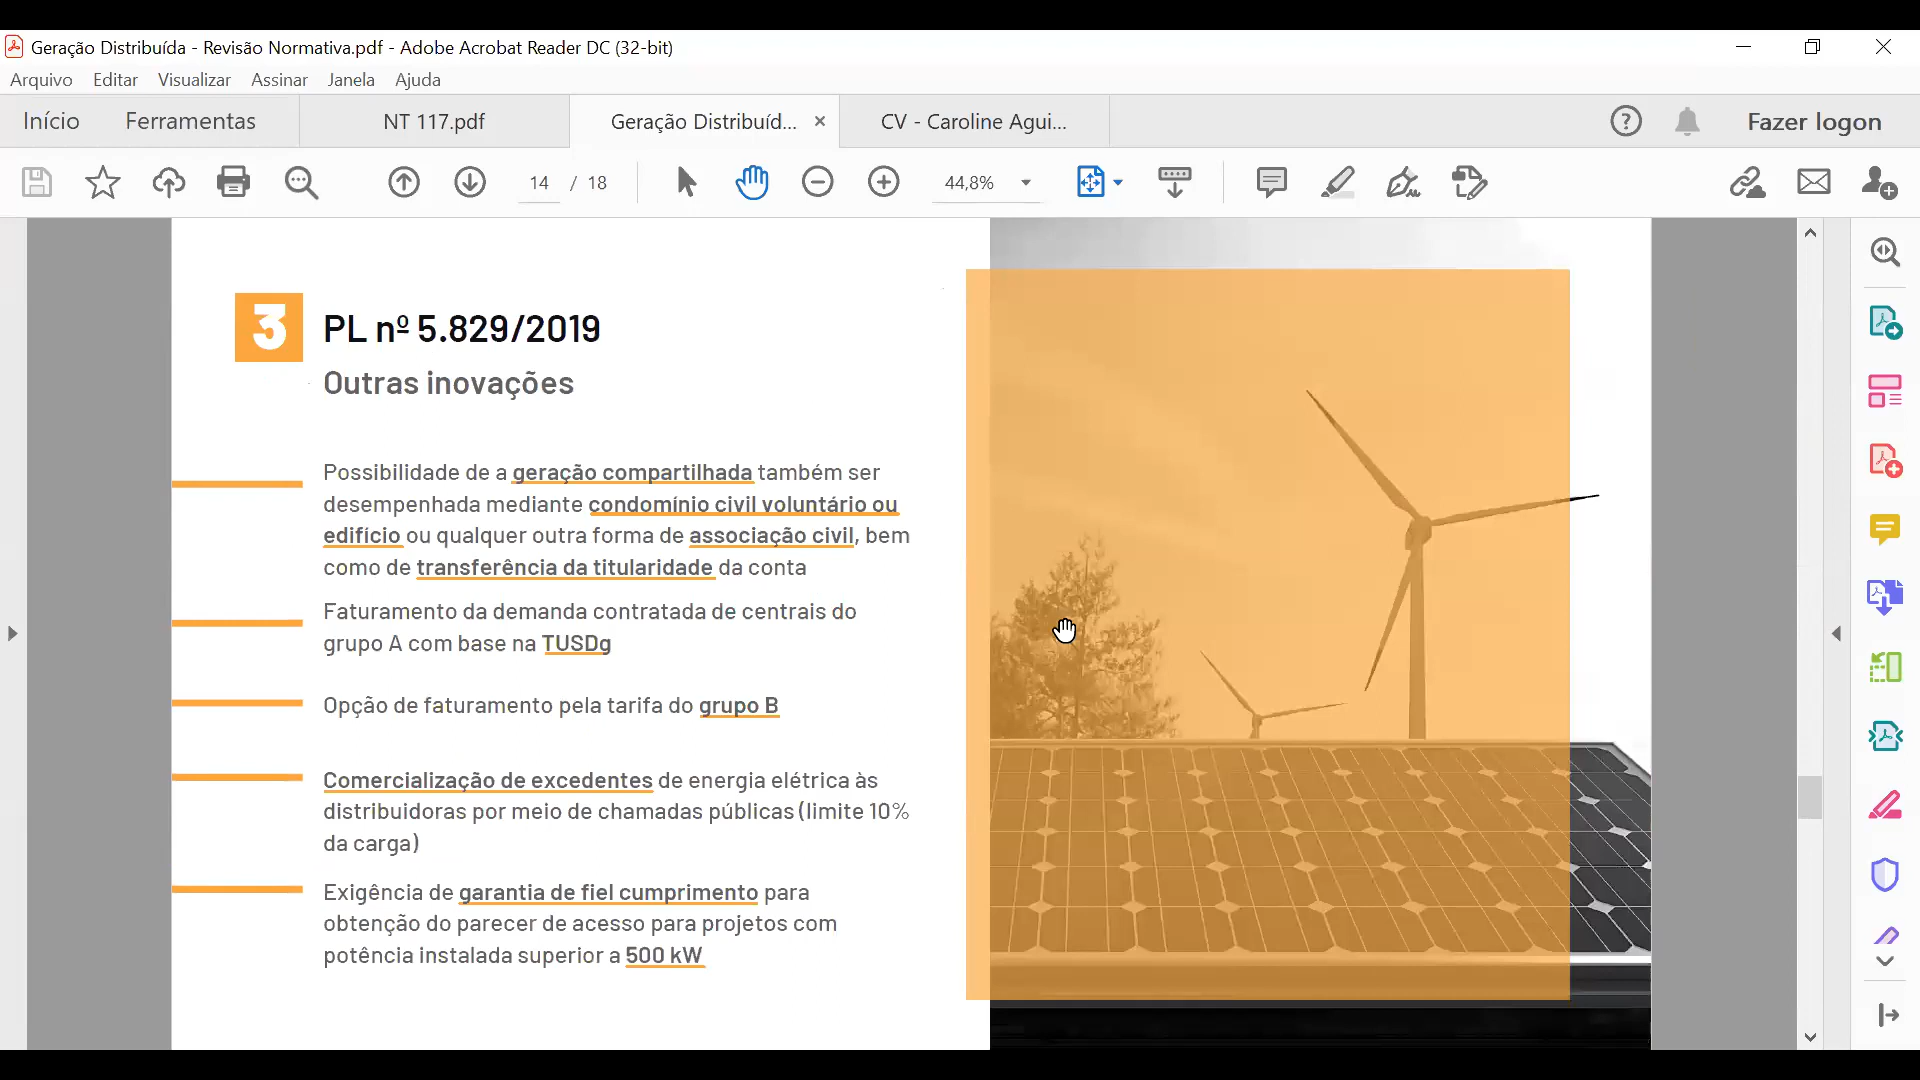 Geração Distribuída - Revisão Normativa.pdf - Adobe Acrobat Reader DC (32-bit)
Arquivo Editar Visualizar Assinar Janela Ajuda
Início Ferramentas NT 117.pdf Geração Distribuíd... × CV - Caroline Agui... ? Fazer logon
14 / 18 44,8%
3 PL nº 5.829/2019
Outras inovações
Possibilidade de a geração compartilhada também ser
desempenhada mediante condomínio civil voluntário ou
edifício ou qualquer outra forma de associação civil, bem
como de transferência da titularidade da conta
Faturamento da demanda contratada de centrais do
grupo A com base na TUSDg
Opção de faturamento pela tarifa do grupo B
Comercialização de excedentes de energia elétrica às
distribuidoras por meio de chamadas públicas (limite 10%
da carga)
Exigência de garantia de fiel cumprimento para
obtenção do parecer de acesso para projetos com
potência instalada superior a 500 kW